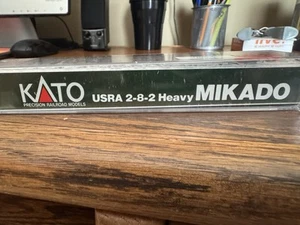 KATO
PRECISION RAILROAD MODELS
USRA 2-8-2 Heavy MIKADO